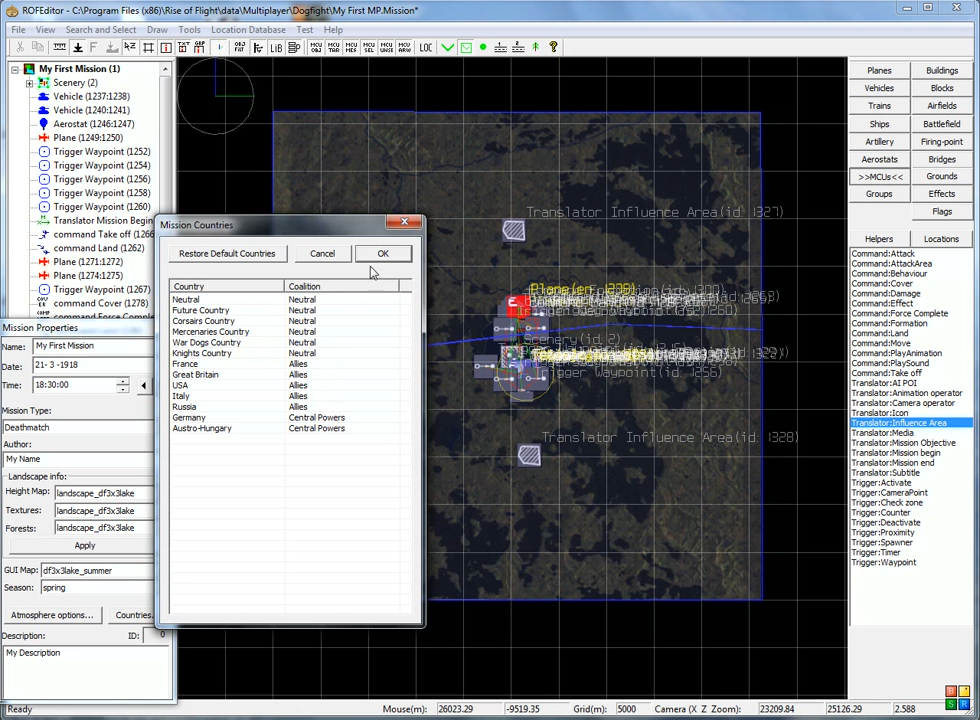 ROFEditor - C:\Program Files (x86)\Rise of Flight\data\Multiplayer\Dogfight\My First MP.Mission*
File View Search and Select Draw Tools Location Database Test Help
LIB LOC
My First Mission (1)
Scenery (2)
Vehicle (1237:1238)
Vehicle (1240:1241)
Aerostat (1246:1247)
Plane (1249:1250)
Trigger Waypoint (1252)
Trigger Waypoint (1254)
Trigger Waypoint (1256)
Trigger Waypoint (1258)
Trigger Waypoint (1260)
Translator Mission Begin
command Take off (1266
command Land (1262)
Plane (1271:1272)
Plane (1274:1275)
Trigger Waypoint (1287)
command Cover (1278)
command Force Complete
Mission Properties
Name: My First Mission
Date: 21- 3 -1918
Time: 18:30:00
Mission Type:
Deathmatch
Author:
My Name
Landscape info:
Height Map: landscape_df3x3lake
Textures: landscape_df3x3lake
Forests: landscape_df3x3lake
Apply
GUI Map: df3x3lake_summer
Season: spring
Atmosphere options... Countries.
Description: ID: 0
My Description
Mission Countries
Restore Default Countries Cancel OK
Country Coalition
Neutral Neutral
Future Country Neutral
Corsairs Country Neutral
Mercenaries Country Neutral
War Dogs Country Neutral
Knights Country Neutral
France Allies
Great Britain Allies
USA Allies
Italy Allies
Russia Allies
Germany Central Powers
Austro-Hungary Central Powers
Translator Influence Area(id: 1327)
Translator Influence Area(id: 1328)
Planes Buildings
Vehicles Blocks
Trains Airfields
Ships Battlefield
Artillery Firing-point
Aerostats Bridges
>>MCUs<< Grounds
Groups Effects
Flags
Helpers Locations
Command:Attack
Command:AttackArea
Command:Behaviour
Command:Cover
Command:Damage
Command:Effect
Command:Force Complete
Command:Formation
Command:Land
Command:Move
Command:PlayAnimation
Command:PlaySound
Command:Take off
Translator:AI POI
Translator:Animation operator
Translator:Camera operator
Translator:Icon
Translator:Influence Area
Translator:Media
Translator:Mission Objective
Translator:Mission begin
Translator:Mission end
Translator:Subtitle
Trigger:Activate
Trigger:CameraPoint
Trigger:Check zone
Trigger:Counter
Trigger:Deactivate
Trigger:Proximity
Trigger:Spawner
Trigger:Timer
Trigger:Waypoint
Ready Mouse(m): 26023.29 -9519.35 Grid(m): 5000 Camera (X Z Zoom): 23209.84 25126.29 2.588